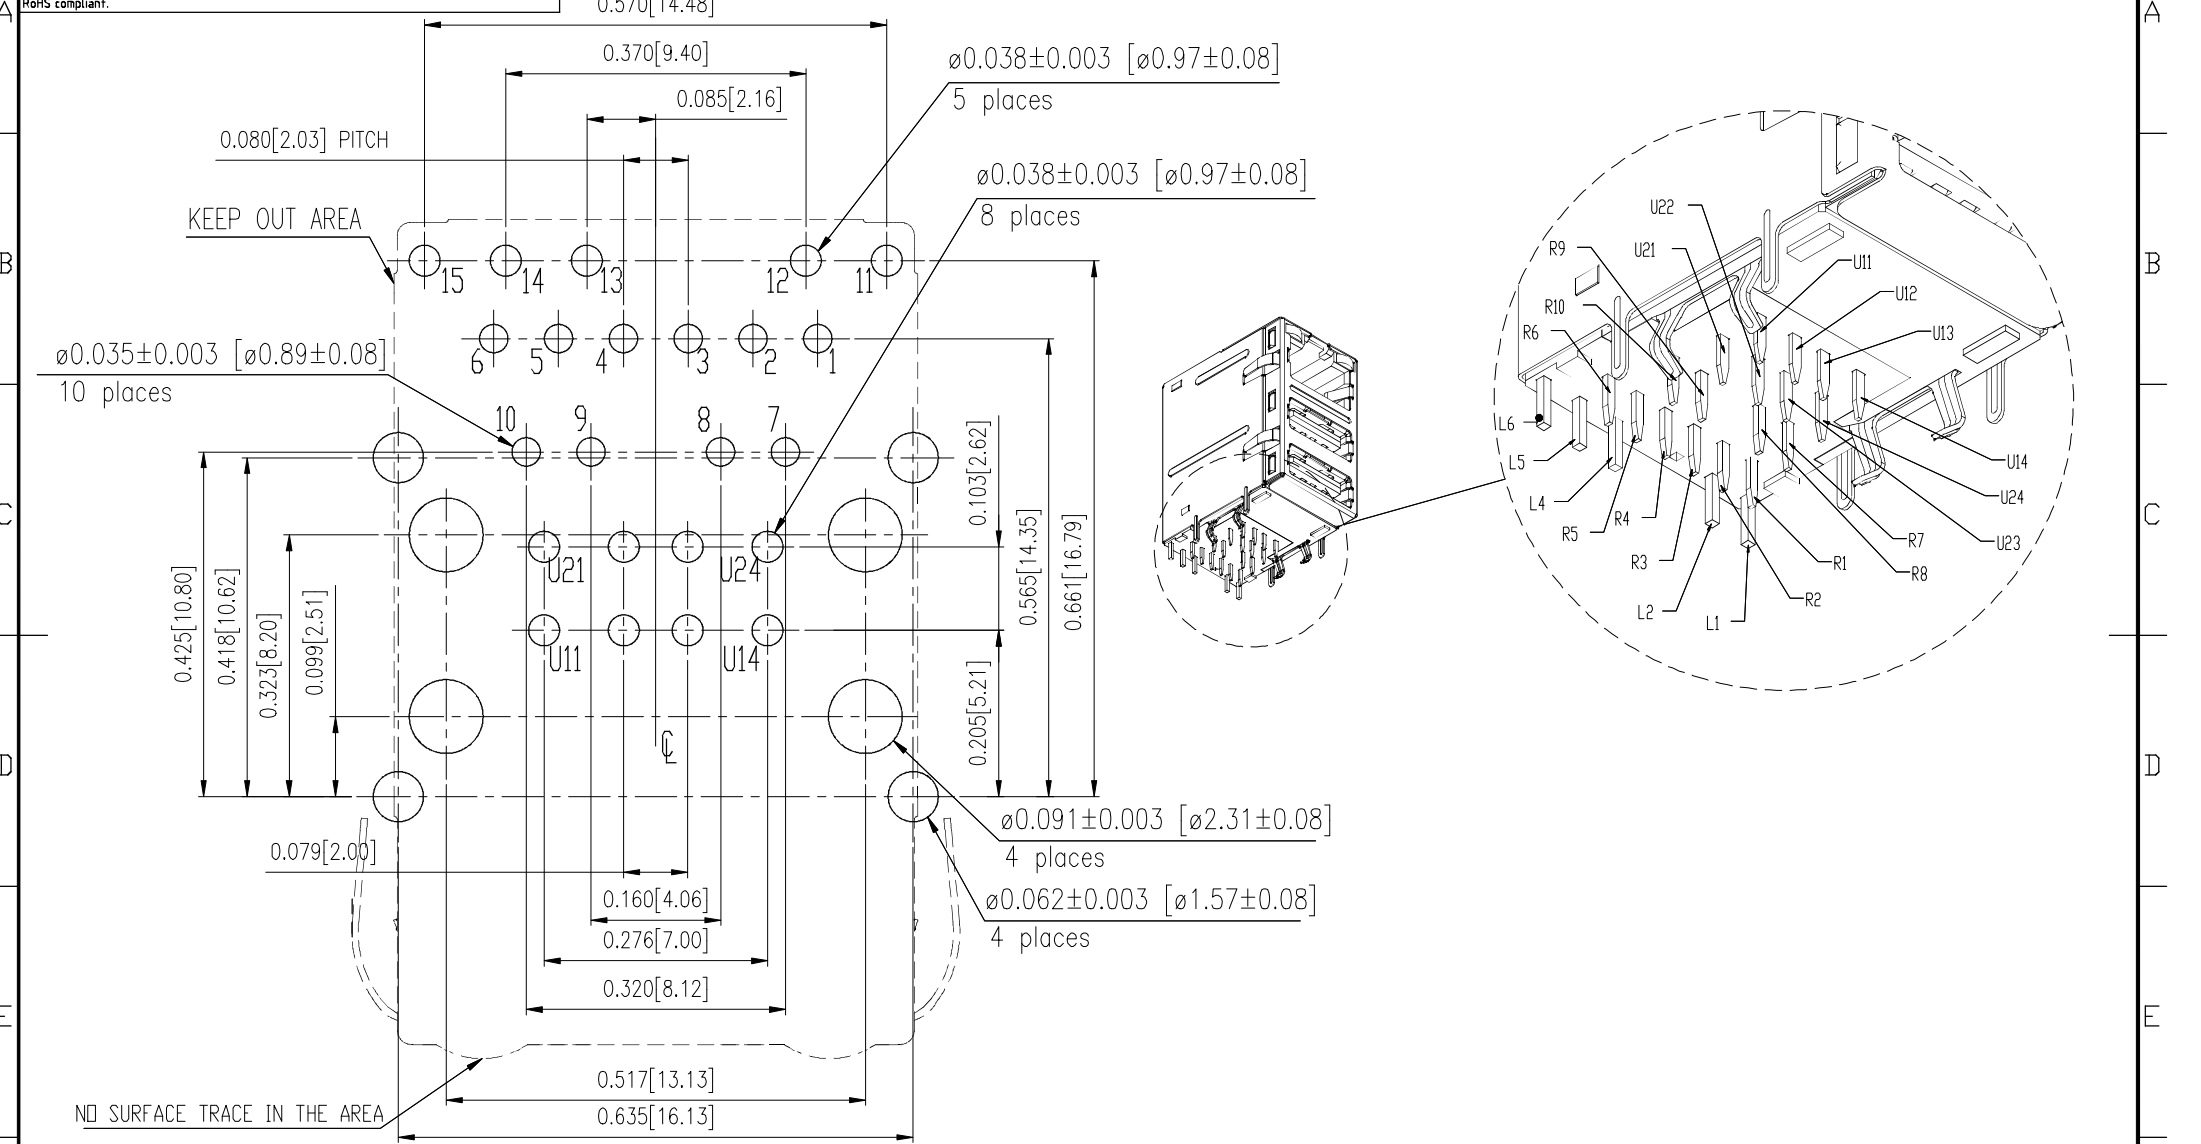 RoHS compliant.
A
A
0.570[14.48]
0.370[9.40]
ø0.038±0.003 [ø0.97±0.08]
5 places
0.085[2.16]
0.080[2.03] PITCH
ø0.038±0.003 [ø0.97±0.08]
8 places
KEEP OUT AREA
B
B
15
14
13
12
11
6
5
4
3
2
1
ø0.035±0.003 [ø0.89±0.08]
10 places
10
9
8
7
U21
U24
U11
U14
0.103[2.62]
0.565[14.35]
0.661[16.79]
0.205[5.21]
0.425[10.80]
0.418[10.62]
0.323[8.20]
0.099[2.51]
C
C
CL
D
D
ø0.091±0.003 [ø2.31±0.08]
4 places
0.079[2.00]
ø0.062±0.003 [ø1.57±0.08]
4 places
0.160[4.06]
0.276[7.00]
0.320[8.12]
E
E
0.517[13.13]
NO SURFACE TRACE IN THE AREA
0.635[16.13]
U22
R9
U21
U11
R10
U12
R6
U13
L6
L5
U14
L4
U24
R4
R5
R7
U23
R3
R1
R8
L2
R2
L1